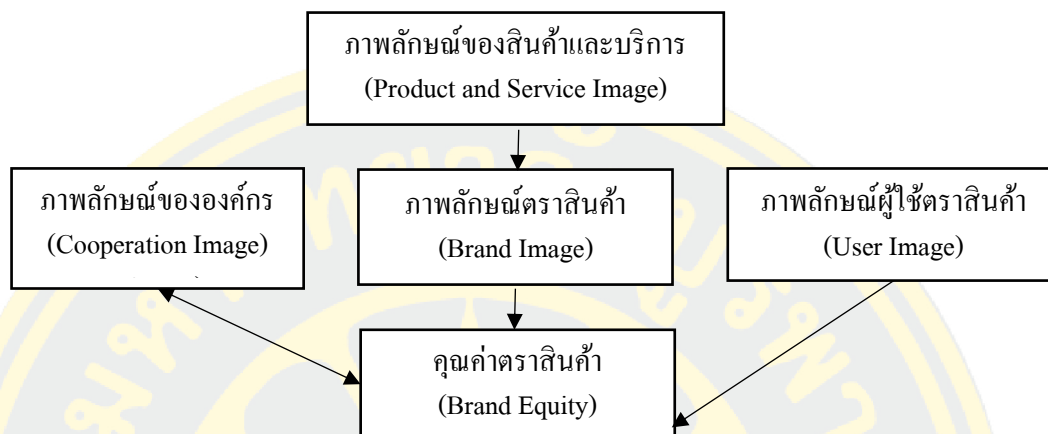 ภาพลักษณ์ของสินค้าและบริการ
(Product and Service Image)
ภาพลักษณ์ขององค์กร
(Cooperation Image)
ภาพลักษณ์ตราสินค้า
(Brand Image)
ภาพลักษณ์ผู้ใช้ตราสินค้า
(User Image)
คุณค่าตราสินค้า
(Brand Equity)